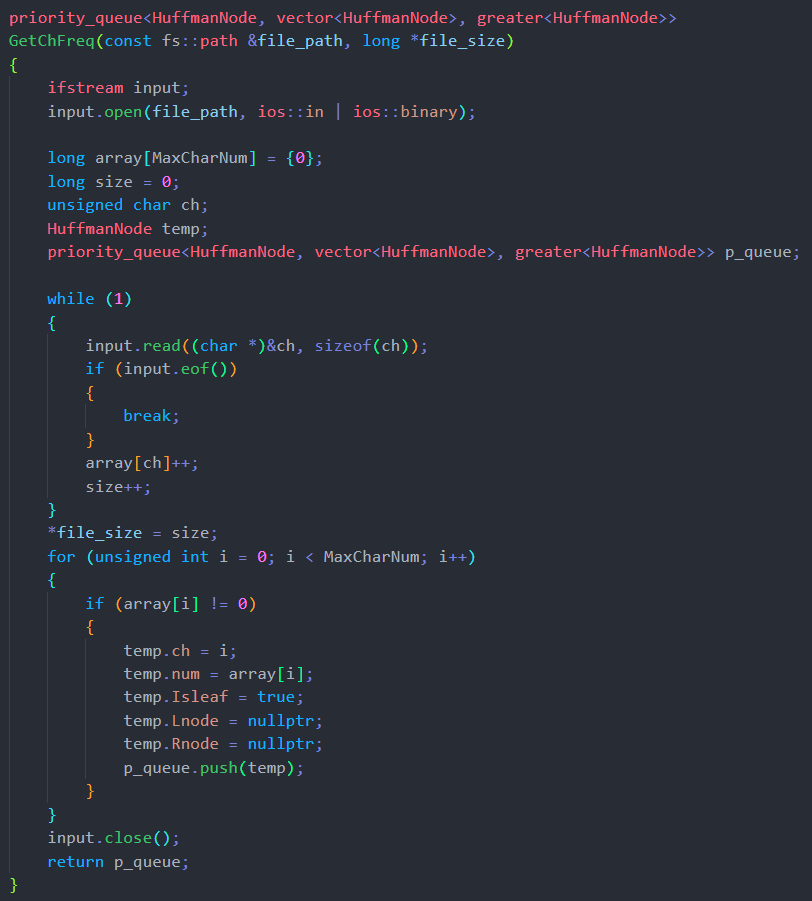 priority_queue<HuffmanNode, vector<HuffmanNode>, greater<HuffmanNode>>
GetChFreq(const fs::path &file_path, long *file_size)
{
    ifstream input;
    input.open(file_path, ios::in | ios::binary);

    long array[MaxCharNum] = {0};
    long size = 0;
    unsigned char ch;
    HuffmanNode temp;
    priority_queue<HuffmanNode, vector<HuffmanNode>, greater<HuffmanNode>> p_queue;

    while (1)
    {
        input.read((char *)&ch, sizeof(ch));
        if (input.eof())
        {
            break;
        }
        array[ch]++;
        size++;
    }
    *file_size = size;
    for (unsigned int i = 0; i < MaxCharNum; i++)
    {
        if (array[i] != 0)
        {
            temp.ch = i;
            temp.num = array[i];
            temp.Isleaf = true;
            temp.Lnode = nullptr;
            temp.Rnode = nullptr;
            p_queue.push(temp);
        }
    }
    input.close();
    return p_queue;
}